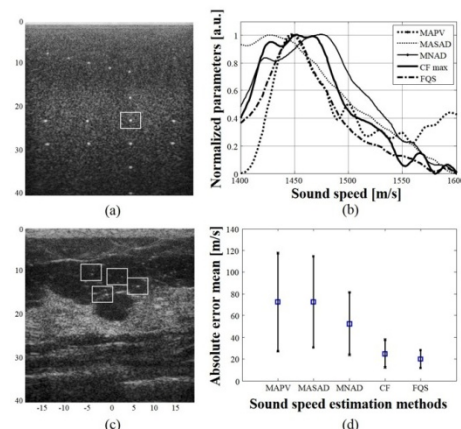 0
10
20
30
40
(a)
Normalized parameters [a.u.]
1
0.8
0.6
0.4
0.2
0
1400
1450
1500
1550
1600
Sound speed [m/s]
MAPV
MASAD
MNAD
CF max
FQS
(b)
0
10
20
30
40
-15
-10
-5
0
5
10
15
(c)
Absolute error mean [m/s]
140
120
100
80
60
40
20
0
MAPV
MASAD
MNAD
CF
FQS
Sound speed estimation methods
(d)